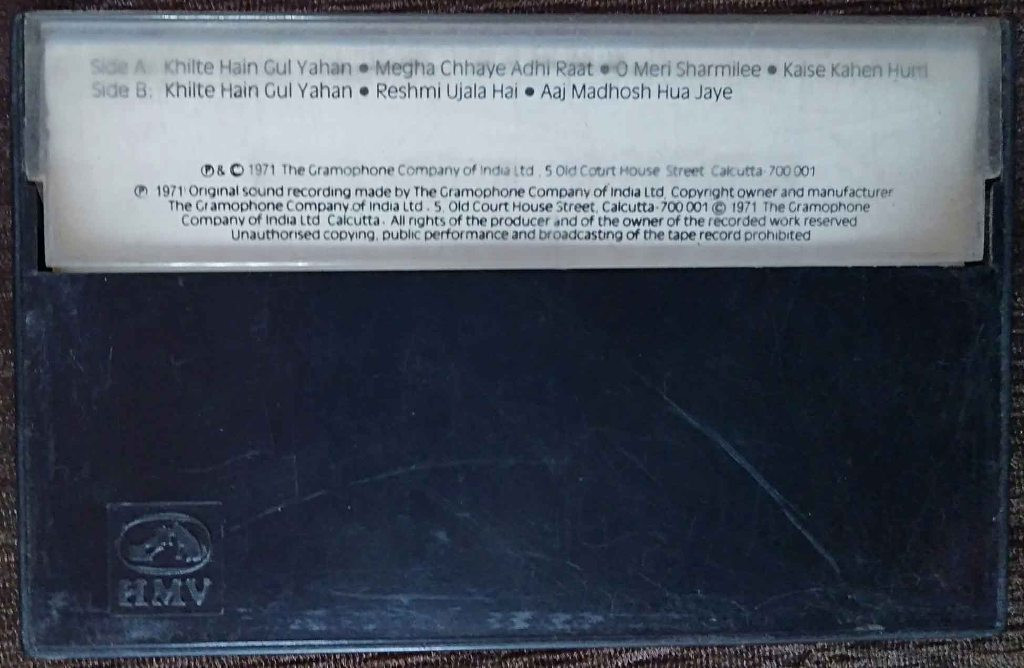 Side A: Khilte Hain Gul Yahan ● Megha Chhaye Adhi Raat ● O Meri Sharmilee ● Kaise Kahen Hum
Side B: Khilte Hain Gul Yahan ● Reshmi Ujala Hai ● Aaj Madhosh Hua Jaye
℗ & © 1971 The Gramophone Company of India Ltd., 5 Old Court House Street, Calcutta-700 001
℗ 1971 Original sound recording made by The Gramophone Company of India Ltd. Copyright owner and manufacturer
The Gramophone Company of India Ltd., 5, Old Court House Street, Calcutta-700 001 © 1971 The Gramophone
Company of India Ltd. Calcutta. All rights of the producer and of the owner of the recorded work reserved
Unauthorised copying, public performance and broadcasting of the tape record prohibited
HMV